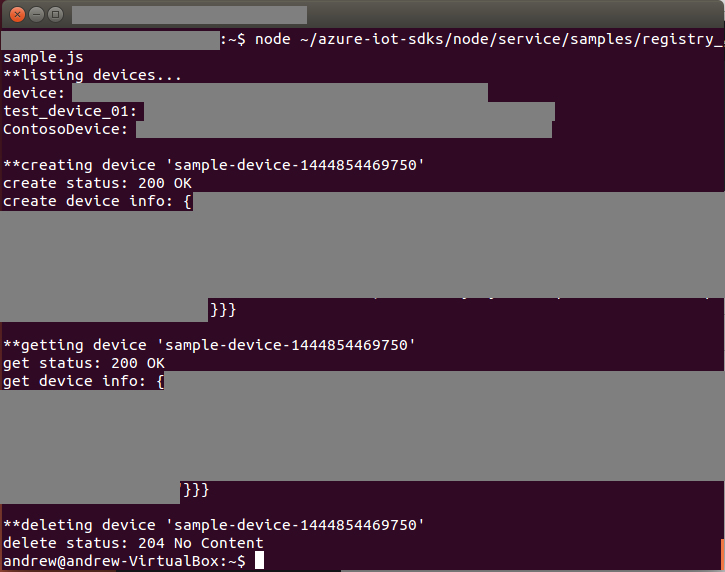 :~$ node ~/azure-iot-sdks/node/service/samples/registry_
sample.js
**listing devices...
device:
test_device_01:
ContosoDevice:
**creating device 'sample-device-1444854469750'
create status: 200 OK
create device info: {
}}}
**getting device 'sample-device-1444854469750'
get status: 200 OK
get device info: {
}}}
**deleting device 'sample-device-1444854469750'
delete status: 204 No Content
andrew@andrew-VirtualBox:~$